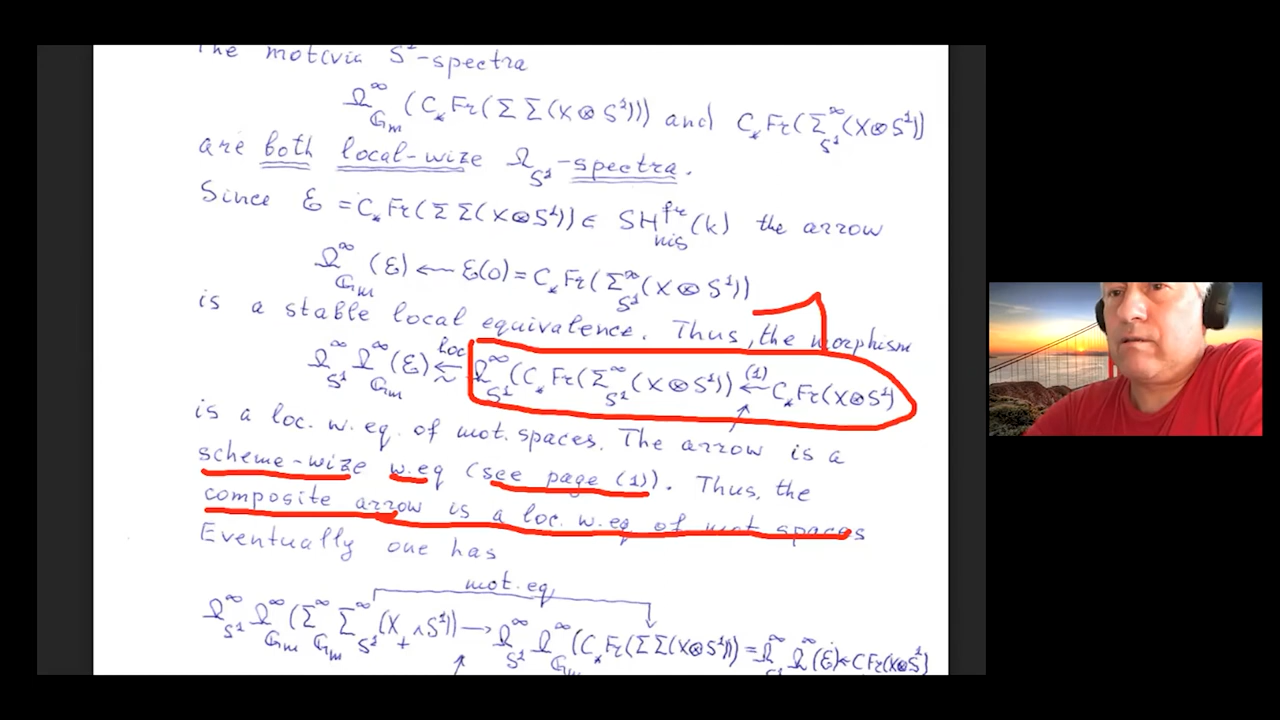 The motivic S¹-spectra
Ω^∞_{G_m} (C_*Fr(ΣΣ(X⊗S¹))) and C_*Fr(Σ^∞_{S¹}(X⊗S¹))
are both local-wize Ω_{S¹}-spectra.
Since ℰ = C_*Fr(ΣΣ(X⊗S¹)) ∈ SH^{fr}_{nis}(k) the arrow
Ω^∞_{G_m} (ℰ) ← ℰ(0) = C_*Fr(Σ^∞_{S¹}(X⊗S¹))
is a stable local equivalence. Thus, the morphism
Ω^∞_{S¹} Ω^∞_{G_m} (ℰ) ←^{loc}_∼ Ω^∞_{S¹} (C_*Fr(Σ^∞_{S¹}(X⊗S¹)) ←^{(1)} C_*Fr(X⊗S¹)
is a loc. w. eq. of mot. spaces. The arrow is a
scheme-wize w.eq (see page (1)). Thus, the
composite arrow is a loc. w. eq. of mot spaces
Eventually one has
mot. eq.
Ω^∞_{S¹} Ω^∞_{G_m} (Σ^∞_{G_m} Σ^∞_{S¹} (X_+ ∧ S¹)) → Ω^∞_{S¹} Ω^∞_{G_m} (C_*Fr(ΣΣ(X⊗S¹)) = Ω^∞_{S¹} Ω^∞(ℰ) ← CFr(X⊗S¹)